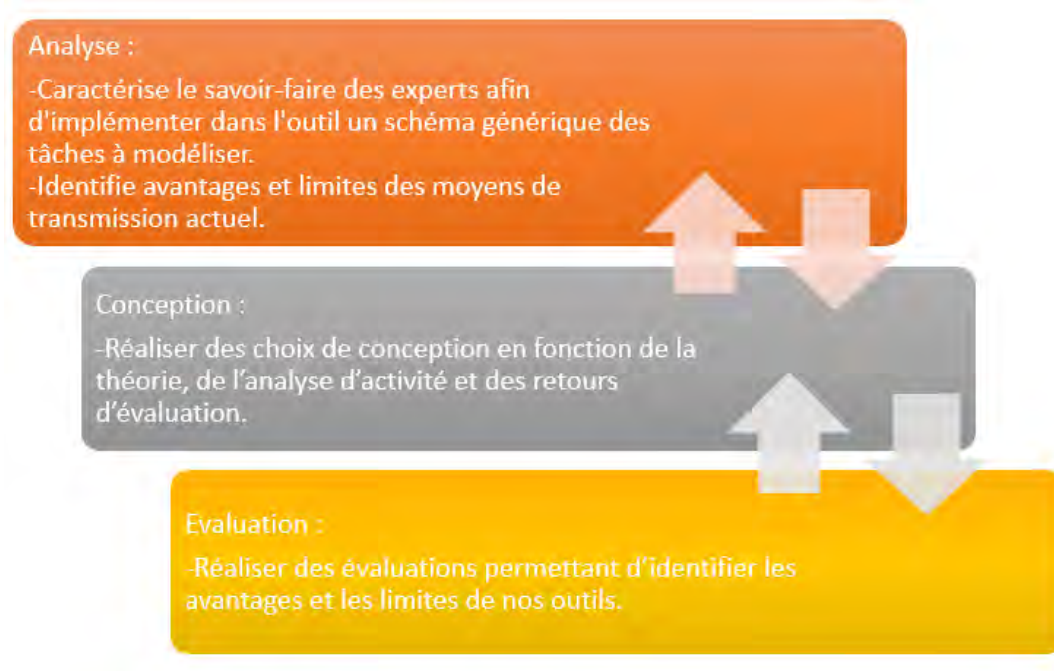 Analyse :
-Caractérise le savoir-faire des experts afin
d'implémenter dans l'outil un schéma générique des
tâches à modéliser.
-Identifie avantages et limites des moyens de
transmission actuel.
Conception :
-Réaliser des choix de conception en fonction de la
théorie, de l’analyse d’activité et des retours
d’évaluation.
Evaluation :
-Réaliser des évaluations permettant d’identifier les
avantages et les limites de nos outils.